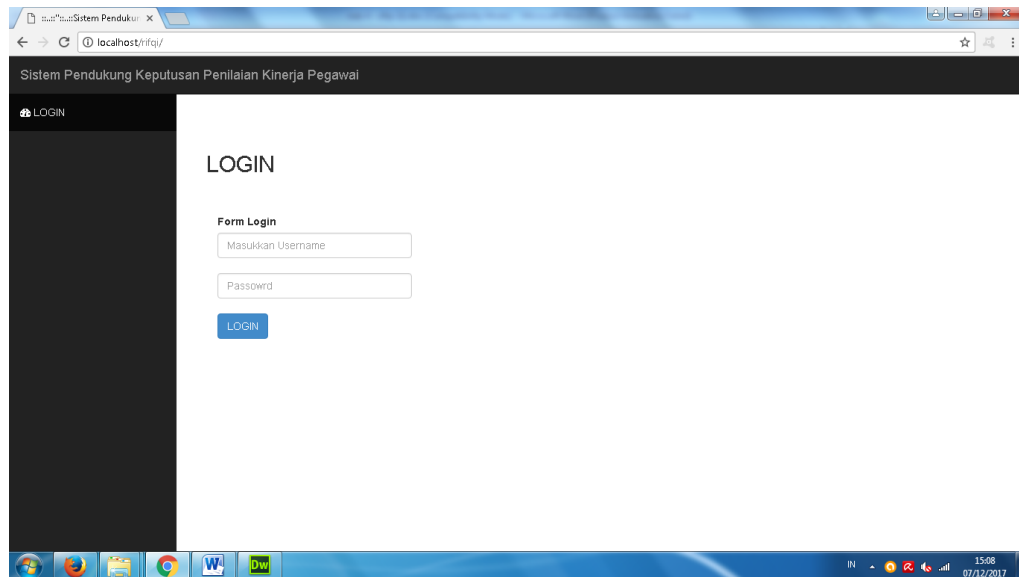 ::..::"::..::Sistem Pendukur
localhost/rifqi/
Sistem Pendukung Keputusan Penilaian Kinerja Pegawai
LOGIN
LOGIN
Form Login
Masukkan Username
Passowrd
LOGIN
W
Dw
IN
15:08
07/12/2017